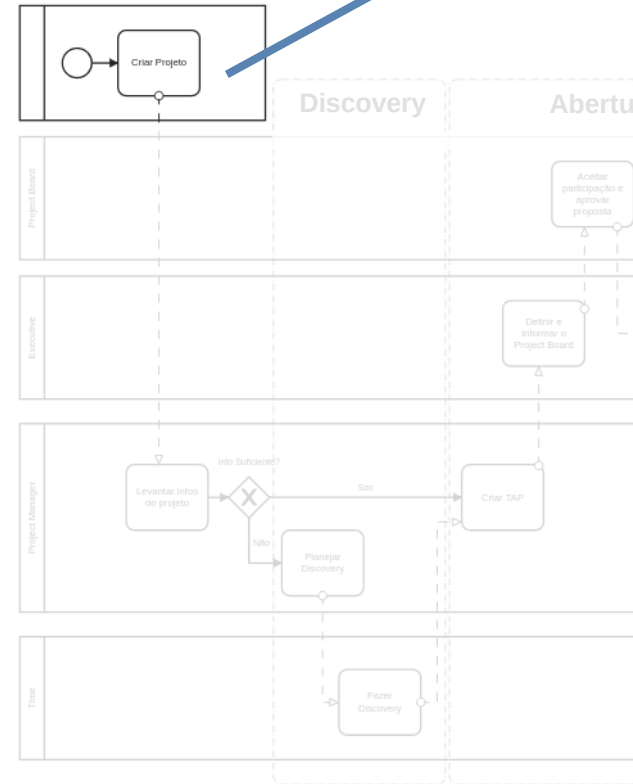 Criar Projeto
Discovery
Abertu
Project Board
Aceitar
participação e
aprovar
proposta
Executive
Definir e
informar o
Project Board
Project Manager
Info Suficiente?
Levantar infos
do projeto
Sim
Criar TAP
Não
Planejar
Discovery
Time
Fazer
Discovery